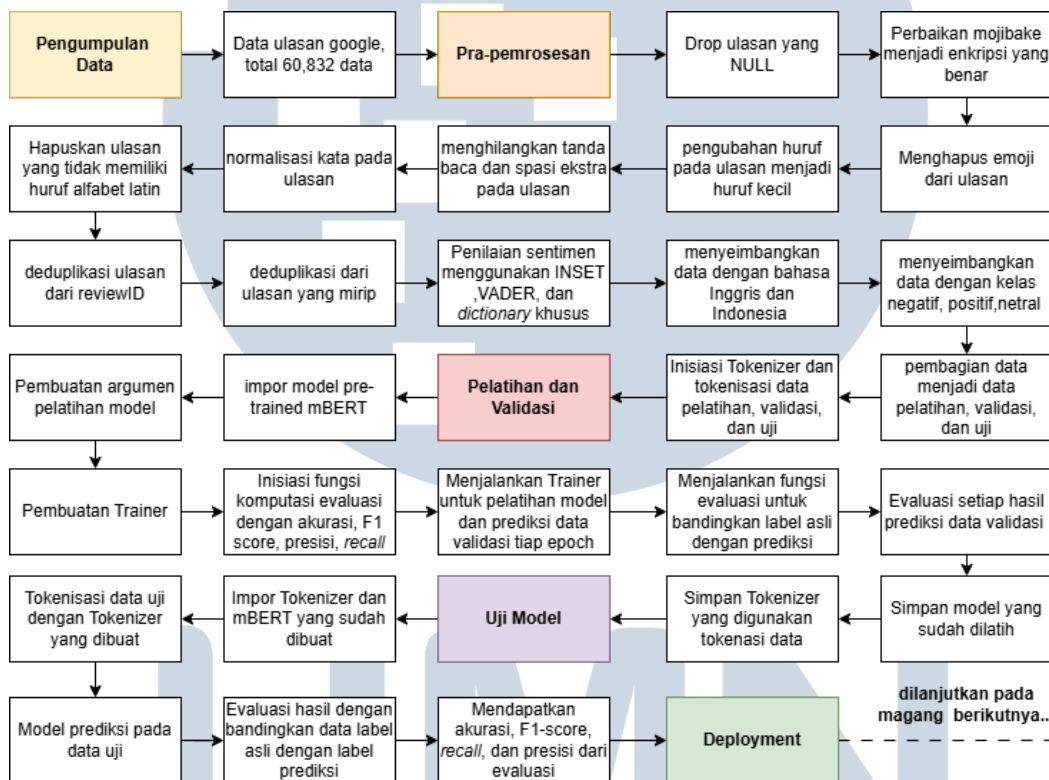 Pengumpulan
Data
Data ulasan google,
total 60,832 data
Pra-pemrosesan
Drop ulasan yang
NULL
Perbaikan mojibake
menjadi enkripsi yang
benar
Menghapus emoji
dari ulasan
pengubahan huruf
pada ulasan menjadi
huruf kecil
menghilangkan tanda
baca dan spasi ekstra
pada ulasan
normalisasi kata pada
ulasan
Hapuskan ulasan
yang tidak memiliki
huruf alfabet latin
deduplikasi ulasan
dari reviewID
deduplikasi dari
ulasan yang mirip
Penilaian sentimen
menggunakan INSET
,VADER, dan
dictionary khusus
menyeimbangkan
data dengan bahasa
Inggris dan
Indonesia
menyeimbangkan
data dengan kelas
negatif, positif,netral
pembagian data
menjadi data
pelatihan, validasi,
dan uji
Inisiasi Tokenizer dan
tokenisasi data
pelatihan, validasi,
dan uji
Pelatihan dan
Validasi
impor model pre-
trained mBERT
Pembuatan argumen
pelatihan model
Pembuatan Trainer
Inisiasi fungsi
komputasi evaluasi
dengan akurasi, F1
score, presisi, recall
Menjalankan Trainer
untuk pelatihan model
dan prediksi data
validasi tiap epoch
Menjalankan fungsi
evaluasi untuk
bandingkan label asli
dengan prediksi
Evaluasi setiap hasil
prediksi data validasi
Simpan model yang
sudah dilatih
Simpan Tokenizer
yang digunakan
tokenasi data
Uji Model
Impor Tokenizer dan
mBERT yang sudah
dibuat
Tokenisasi data uji
dengan Tokenizer
yang dibuat
Model prediksi pada
data uji
Evaluasi hasil dengan
bandingkan data label
asli dengan label
prediksi
Mendapatkan
akurasi, F1-score,
recall, dan presisi dari
evaluasi
Deployment
dilanjutkan pada
magang berikutnya..
UMN